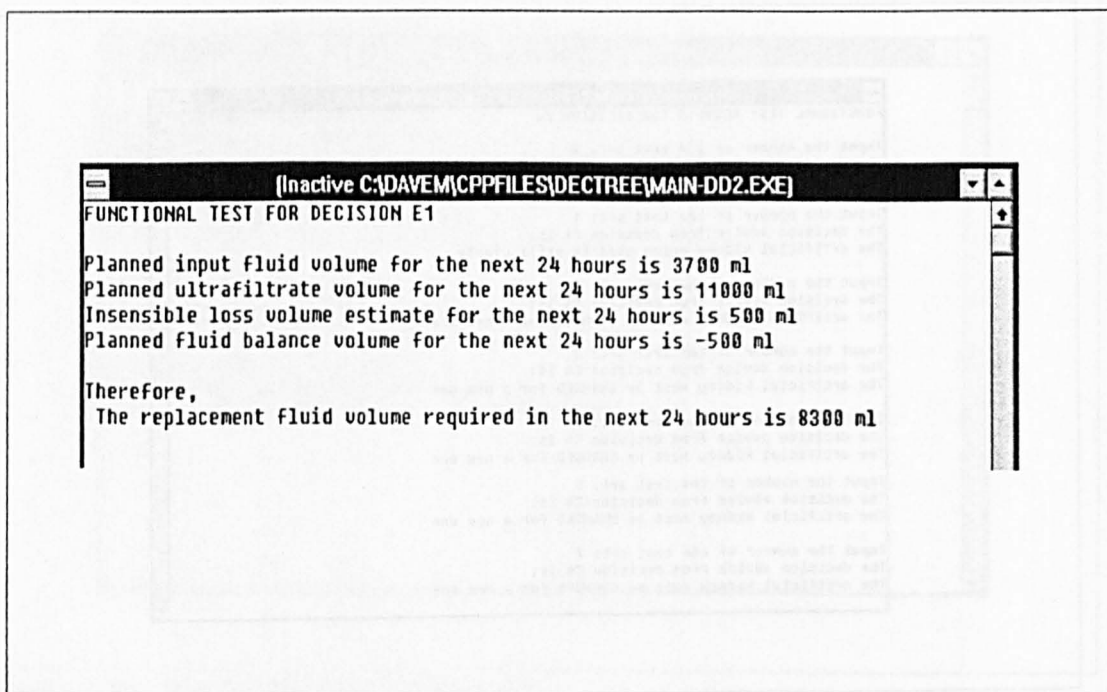 [Inactive C:\DAVEM\CPPFILES\DECTREE\MAIN-DD2.EXE]
FUNCTIONAL TEST FOR DECISION E1
Planned input fluid volume for the next 24 hours is 3700 ml
Planned ultrafiltrate volume for the next 24 hours is 11000 ml
Insensible loss volume estimate for the next 24 hours is 500 ml
Planned fluid balance volume for the next 24 hours is -500 ml
Therefore,
The replacement fluid volume required in the next 24 hours is 8300 ml